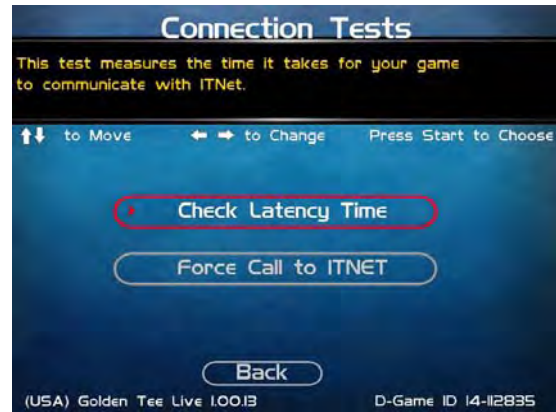 Connection Tests
This test measures the time it takes for your game
to communicate with ITNet.
to Move to Change Press Start to Choose
Check Latency Time
Force Call to ITNET
Back
(USA) Golden Tee Live 1.00.13 D-Game ID 14-112835